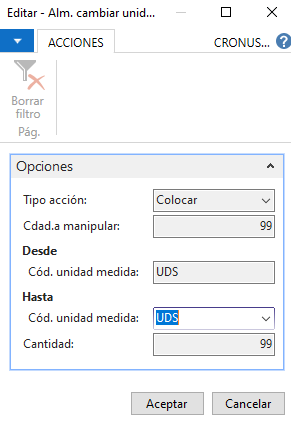 Editar - Alm. cambiar unid...
ACCIONES
CRONUS...
?
Borrar
filtro
Pág.
Opciones
Tipo acción: Colocar
Cdad.a manipular: 99
Desde
Cód. unidad medida: UDS
Hasta
Cód. unidad medida: UDS
Cantidad: 99
Aceptar Cancelar